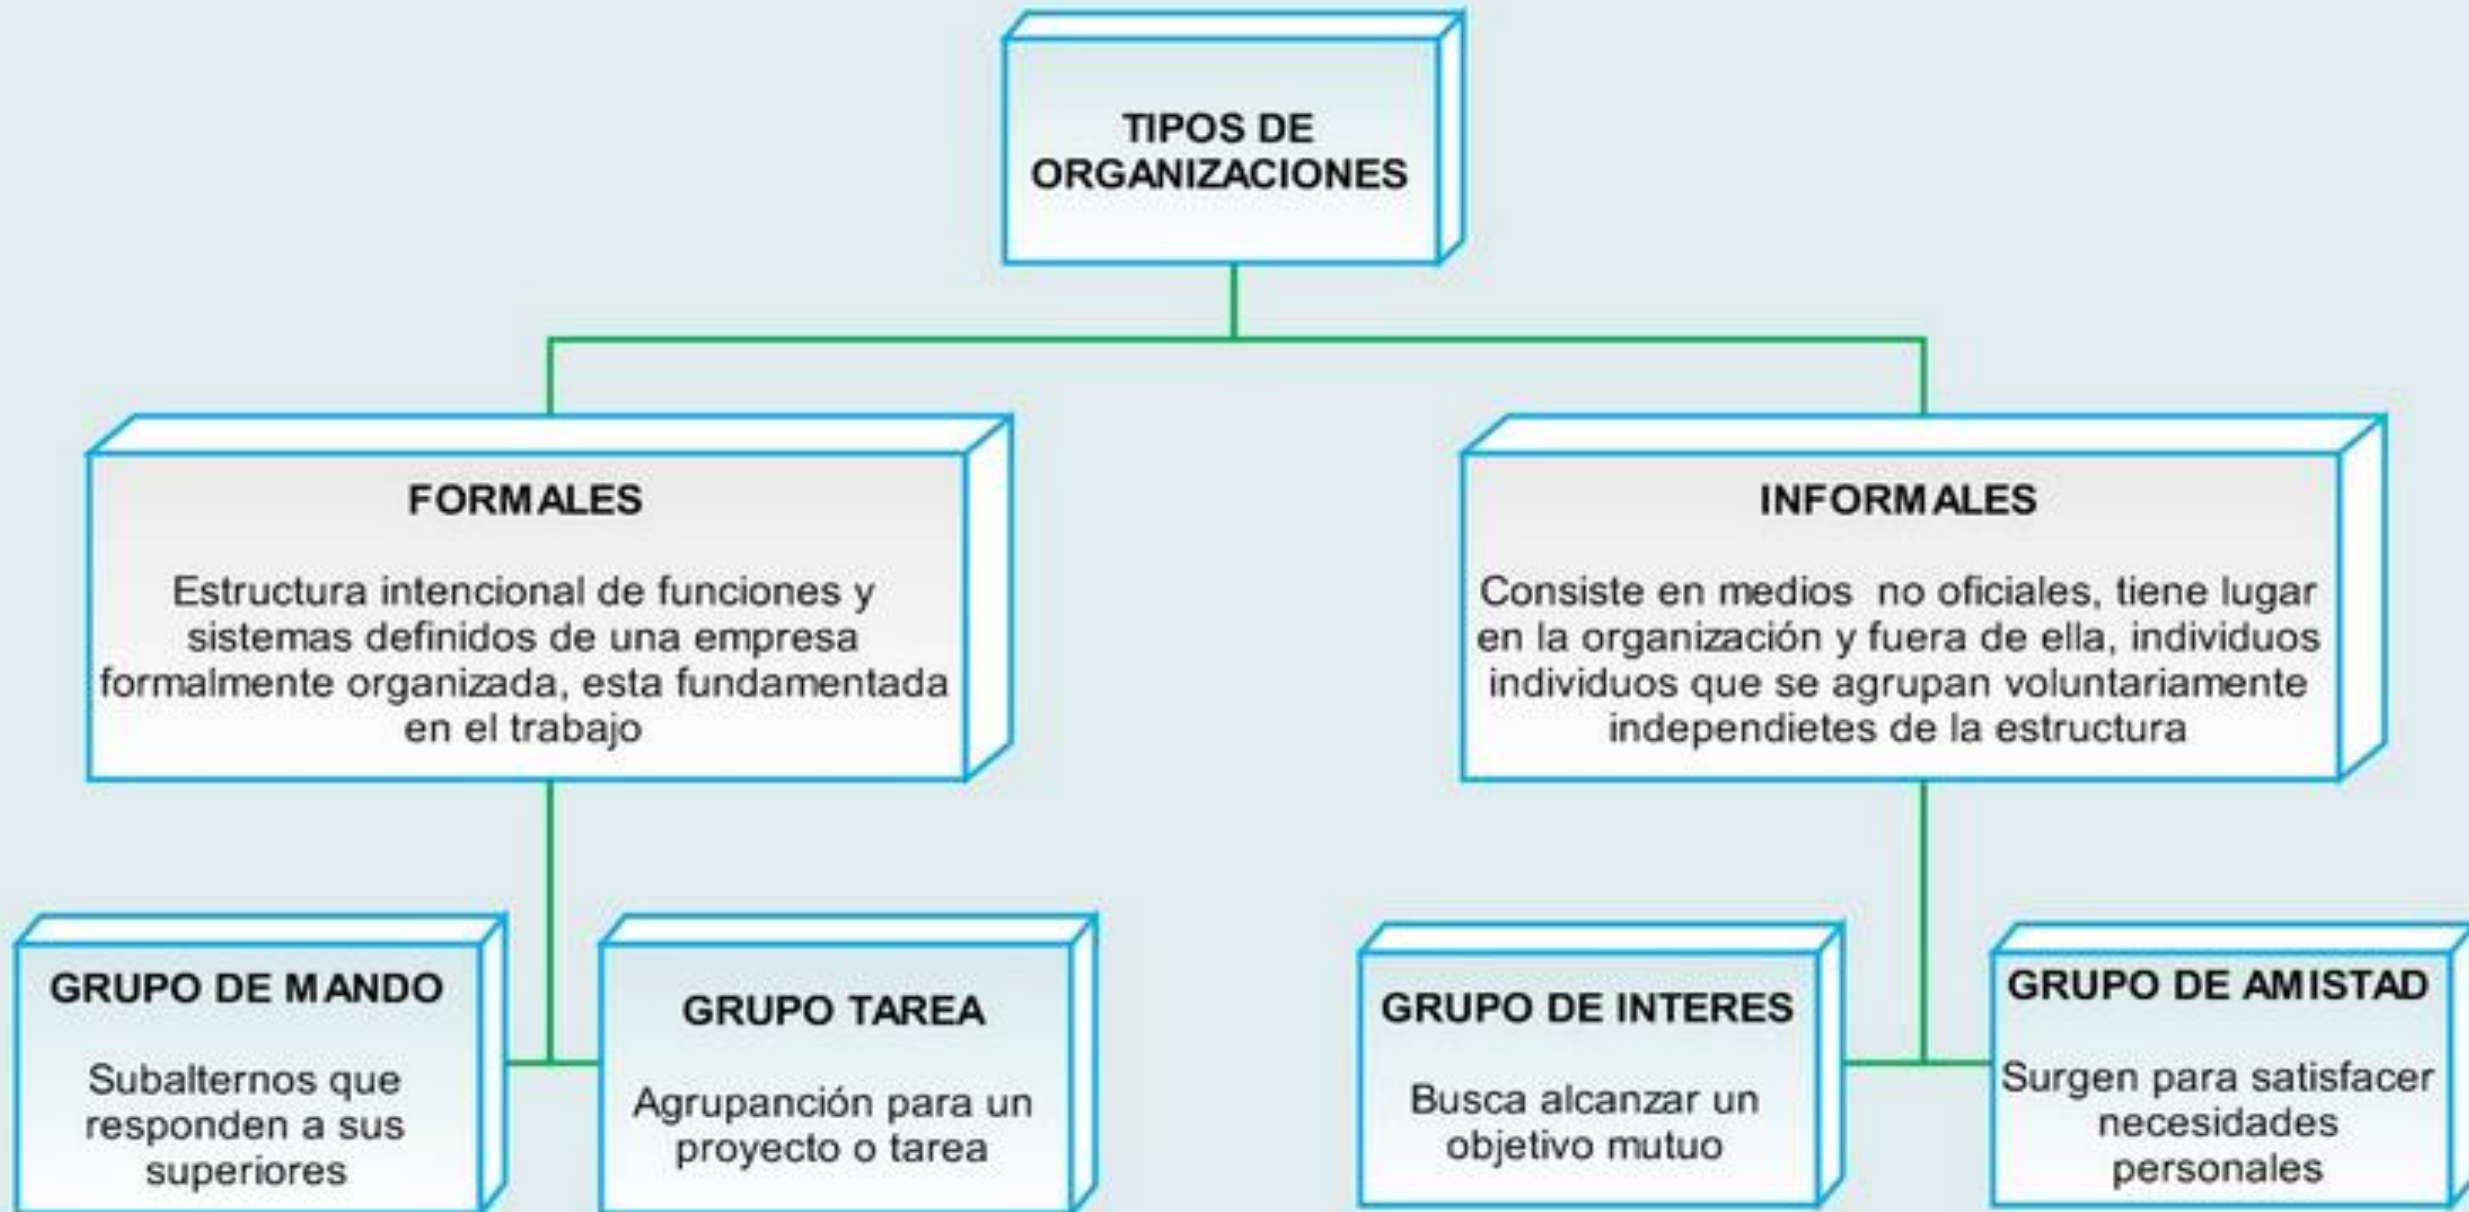 TIPOS DE
ORGANIZACIONES
FORMALES
Estructura intencional de funciones y
sistemas definidos de una empresa
formalmente organizada, esta fundamentada
en el trabajo
INFORMALES
Consiste en medios no oficiales, tiene lugar
en la organización y fuera de ella, individuos
individuos que se agrupan voluntariamente
independietes de la estructura
GRUPO DE MANDO
Subalternos que
responden a sus
superiores
GRUPO TAREA
Agrupanción para un
proyecto o tarea
GRUPO DE INTERES
Busca alcanzar un
objetivo mutuo
GRUPO DE AMISTAD
Surgen para satisfacer
necesidades
personales